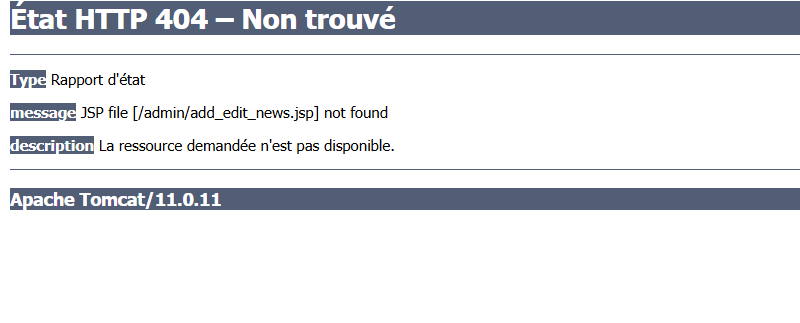 État HTTP 404 – Non trouvé
Type Rapport d'état
message JSP file [/admin/add_edit_news.jsp] not found
description La ressource demandée n'est pas disponible.
Apache Tomcat/11.0.11